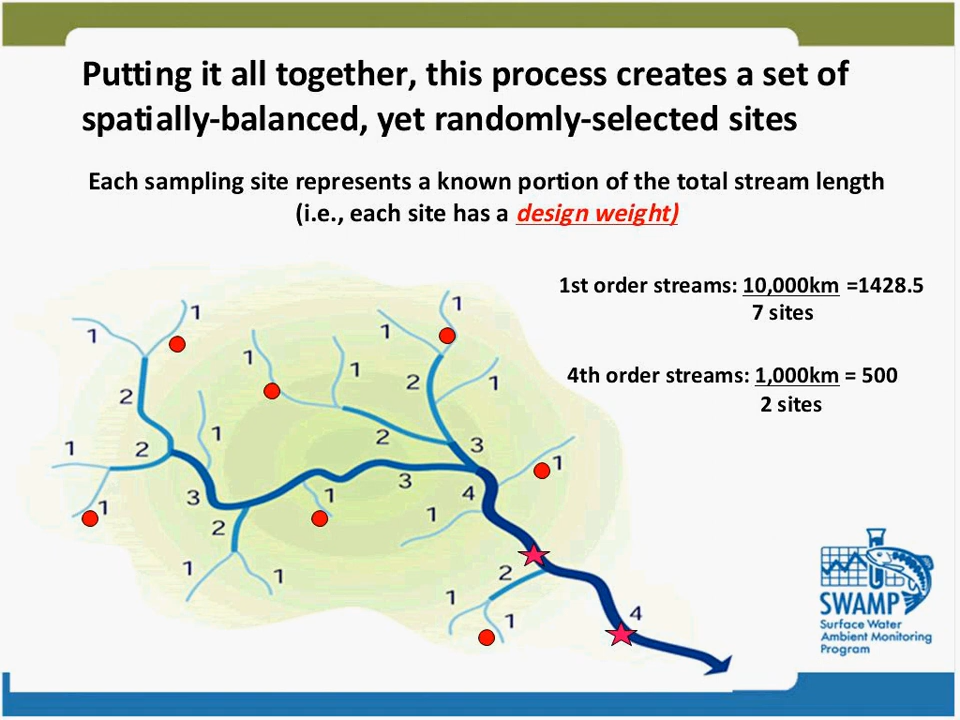 Putting it all together, this process creates a set of
spatially-balanced, yet randomly-selected sites
Each sampling site represents a known portion of the total stream length
(i.e., each site has a design weight)
1st order streams: 10,000km =1428.5
7 sites
4th order streams: 1,000km = 500
2 sites
1
1
1
1
1
1
1
2
2
1
1
2
2
3
1
1
3
3
4
1
1
2
1
1
2
1
1
4
SWAMP
Surface Water
Ambient Monitoring
Program